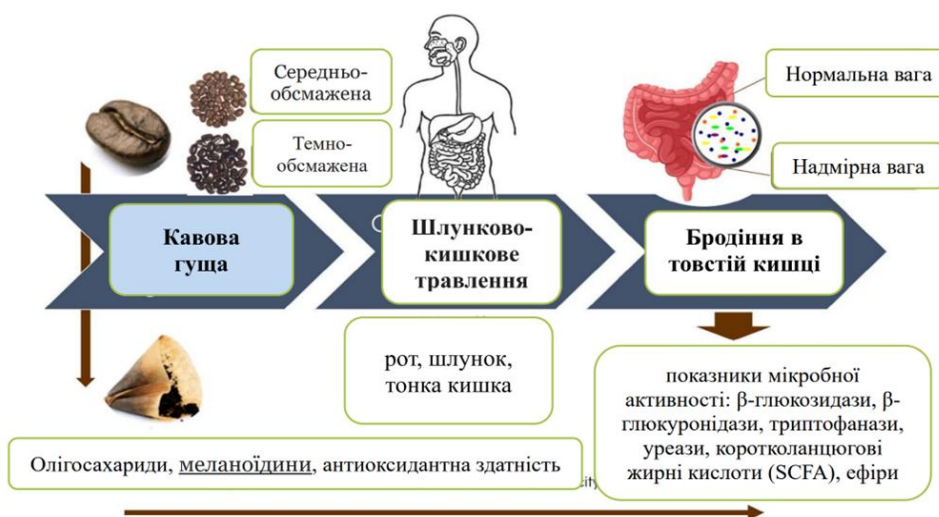 Середньо-
обсмажена
Темно-
обсмажена
Нормальна вага
Надмірна вага
Кавова
гуща
Шлунково-
кишкове
травлення
Бродіння в
товстій кишці
рот, шлунок,
тонка кишка
показники мікробної
активності: β-глюкозидази, β-
глюкуронідази, триптофанази,
уреази, коротколанцюгові
жирні кислоти (SCFA), ефіри
Олігосахариди, меланоїдини, антиоксидантна здатність